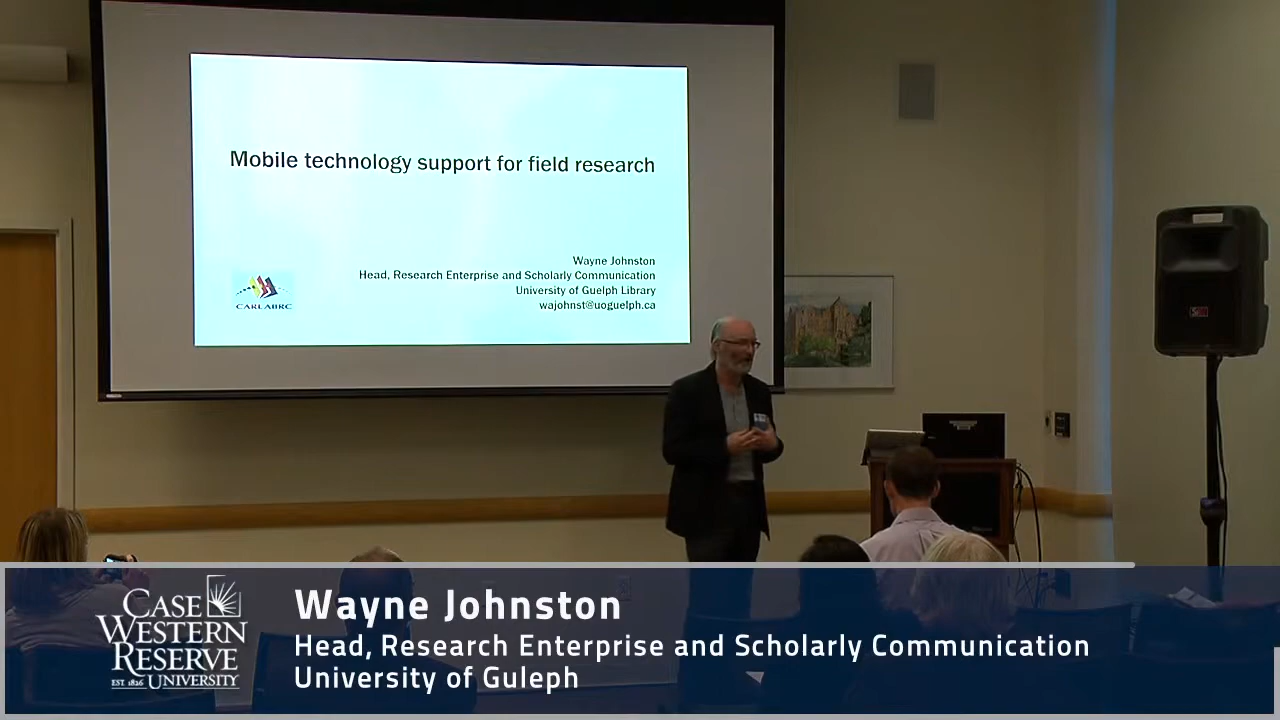 Mobile technology support for field research
Wayne Johnston
Head, Research Enterprise and Scholarly Communication
University of Guelph Library
wajohnst@uoguelph.ca
CARLABRC
CASE
WESTERN
RESERVE
EST. 1826 UNIVERSITY
Wayne Johnston
Head, Research Enterprise and Scholarly Communication
University of Guleph